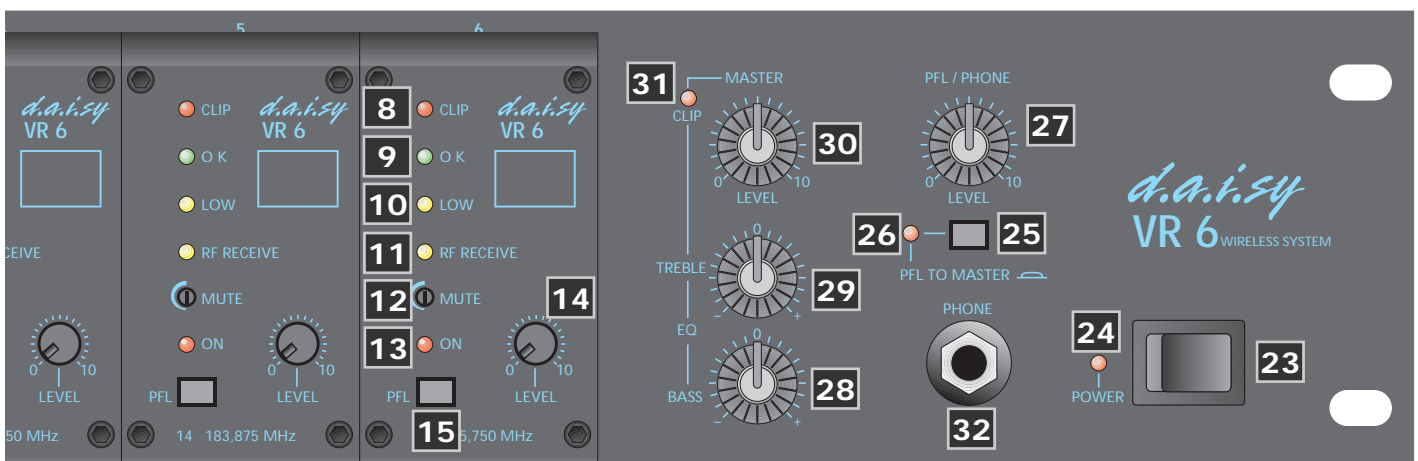 5
6
d.a.i.sy
VR 6
CEIVE
0 10
LEVEL
50 MHz
d.a.i.sy
VR 6
CLIP
O K
LOW
RF RECEIVE
MUTE
ON
0 10
PFL
LEVEL
14 183,875 MHz
d.a.i.sy
VR 6
8 CLIP
9 O K
10 LOW
11 RF RECEIVE
12 MUTE
14
13 ON
0 10
PFL
LEVEL
15
5,750 MHz
31
MASTER
CLIP
30
0 10
LEVEL
0
TREBLE
29
- +
EQ
0
BASS
28
- +
PFL / PHONE
27
0 10
LEVEL
26
25
PFL TO MASTER
PHONE
32
d.a.i.sy
VR 6 WIRELESS SYSTEM
24
POWER
23